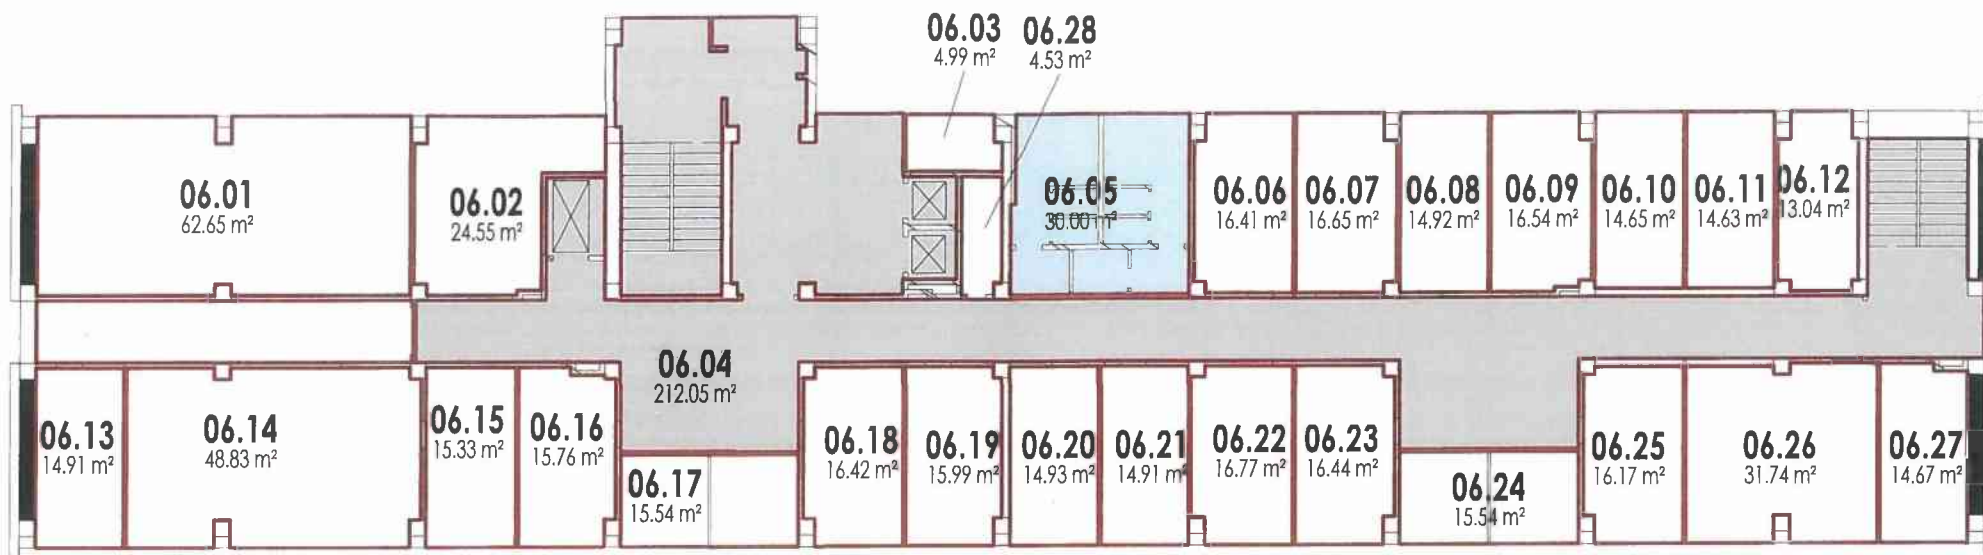 06.03
4.99 m²
06.28
4.53 m²
06.01
62.65 m²
06.02
24.55 m²
06.05
30.00 m²
06.06
16.41 m²
06.07
16.65 m²
06.08
14.92 m²
06.09
16.54 m²
06.10
14.65 m²
06.11
14.63 m²
06.12
13.04 m²
06.04
212.05 m²
06.13
14.91 m²
06.14
48.83 m²
06.15
15.33 m²
06.16
15.76 m²
06.17
15.54 m²
06.18
16.42 m²
06.19
15.99 m²
06.20
14.93 m²
06.21
14.91 m²
06.22
16.77 m²
06.23
16.44 m²
06.24
15.54 m²
06.25
16.17 m²
06.26
31.74 m²
06.27
14.67 m²